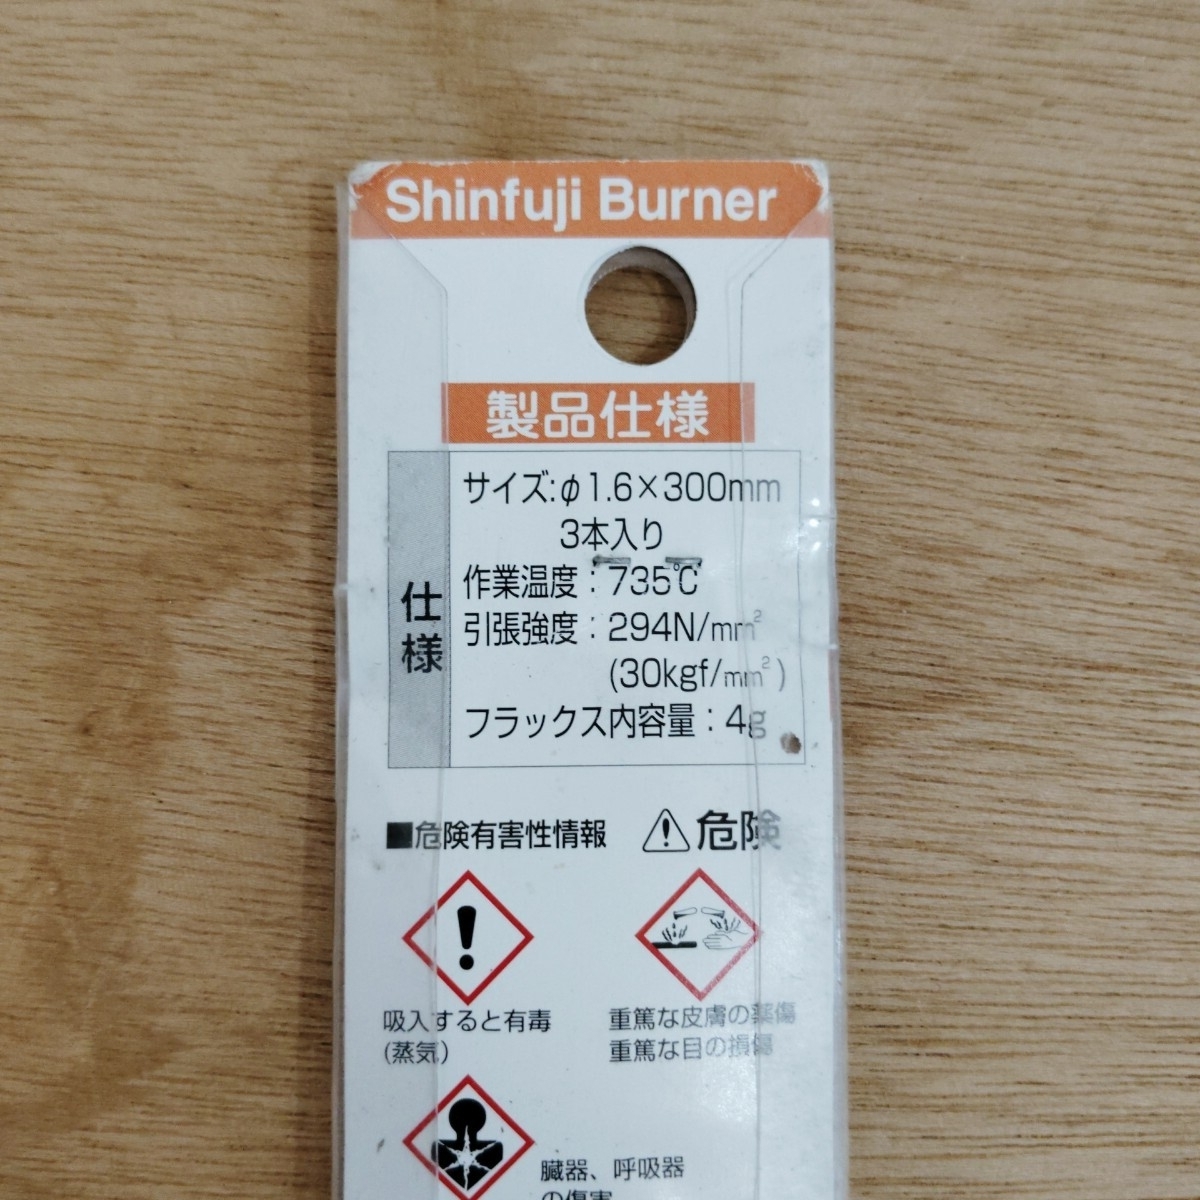 Shinfuji Burner
製品仕様
仕様
サイズ:φ1.6×300mm
3本入り
作業温度：735℃
引張強度：294N/mm²
(30kgf/mm²)
フラックス内容量：4g
■危険有害性情報 危険
吸入すると有毒
(蒸気)
重篤な皮膚の薬傷
重篤な目の損傷
臓器、呼吸器
の傷害